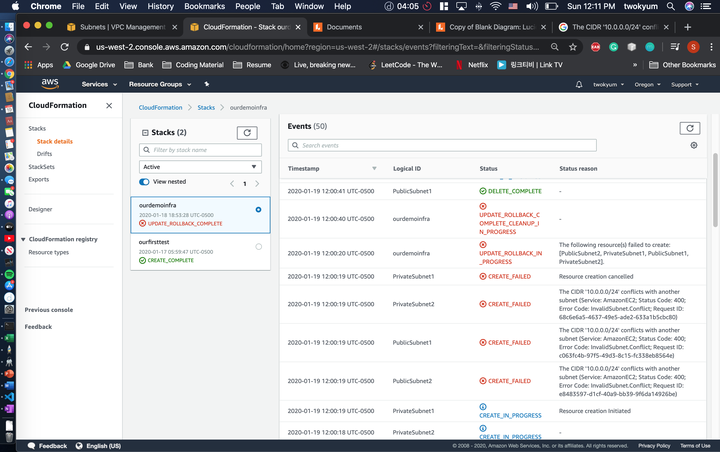 Chrome File Edit View History Bookmarks People Tab Window Help 04:05 Sun 12:11 PM twokyum
Subnets | VPC Management
CloudFormation - Stack ourde
Documents
Copy of Blank Diagram: Luc
The CIDR '10.0.0.0/24' confli
us-west-2.console.aws.amazon.com/cloudformation/home?region=us-west-2#/stacks/events?filteringText=&filteringStatus...
Apps Google Drive Bank Coding Material Resume Live, breaking new... LeetCode - The W... Netflix 링크티비 | Link TV » Other Bookmarks
aws Services Resource Groups twokyum Oregon Support
CloudFormation
Stacks
Stack details
Drifts
StackSets
Exports
Designer
CloudFormation registry
Resource types
Previous console
Feedback
CloudFormation > Stacks > ourdemoinfra
Stacks (2)
Filter by stack name
Active
View nested
1
ourdemoinfra
2020-01-18 18:53:28 UTC-0500
UPDATE_ROLLBACK_COMPLETE
ourfirsttest
2020-01-17 05:59:47 UTC-0500
CREATE_COMPLETE
Events (50)
Search events
Timestamp Logical ID Status Status reason
2020-01-19 12:00:41 UTC-0500 PublicSubnet1 DELETE_COMPLETE -
2020-01-19 12:00:40 UTC-0500 ourdemoinfra
UPDATE_ROLLBACK_C
OMPLETE_CLEANUP_I
N_PROGRESS
-
2020-01-19 12:00:20 UTC-0500 ourdemoinfra
UPDATE_ROLLBACK_IN
_PROGRESS
The following resource(s) failed to create:
[PublicSubnet2, PrivateSubnet1, PublicSubnet1,
PrivateSubnet2].
2020-01-19 12:00:19 UTC-0500 PrivateSubnet1 CREATE_FAILED Resource creation cancelled
2020-01-19 12:00:19 UTC-0500 PrivateSubnet2 CREATE_FAILED
The CIDR '10.0.0.0/24' conflicts with another
subnet (Service: AmazonEC2; Status Code: 400;
Error Code: InvalidSubnet.Conflict; Request ID:
68c6e6a5-4637-49e5-ade2-633a1b5cbc80)
2020-01-19 12:00:19 UTC-0500 PublicSubnet1 CREATE_FAILED
The CIDR '10.0.0.0/24' conflicts with another
subnet (Service: AmazonEC2; Status Code: 400;
Error Code: InvalidSubnet.Conflict; Request ID:
c063fc4b-97f5-49d3-8c15-fc338eb8564e)
2020-01-19 12:00:19 UTC-0500 PublicSubnet2 CREATE_FAILED
The CIDR '10.0.0.0/24' conflicts with another
subnet (Service: AmazonEC2; Status Code: 400;
Error Code: InvalidSubnet.Conflict; Request ID:
e8483597-d1cf-40a9-bb39-9f6da14926be)
2020-01-19 12:00:19 UTC-0500 PrivateSubnet1
CREATE_IN_PROGRESS
Resource creation Initiated
2020-01-19 12:00:18 UTC-0500 PrivateSubnet2
CREATE_IN_PROGRESS
-
Feedback English (US) © 2008 - 2020, Amazon Web Services, Inc. or its affiliates. All rights reserved. Privacy Policy Terms of Use